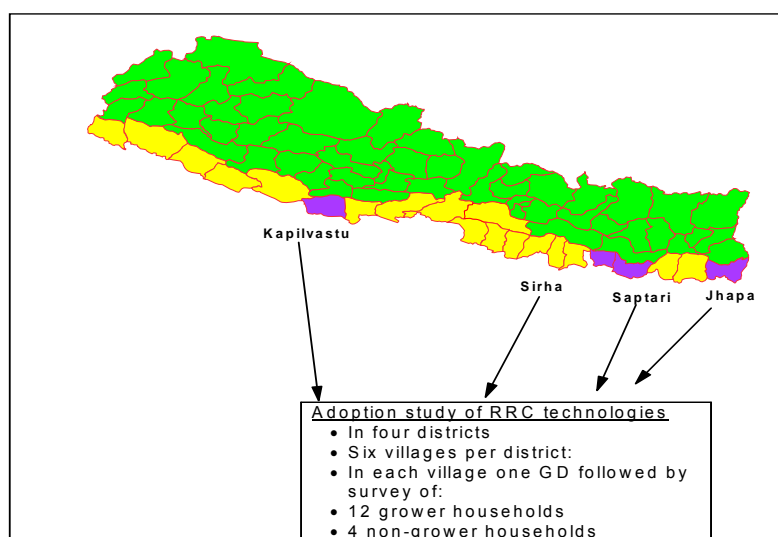 Kapilvastu
Sirha
Saptari
Jhapa
Adoption study of RRC technologies
• In four districts
• Six villages per district:
• In each village one GD followed by
survey of:
• 12 grower households
• 4 non-grower households